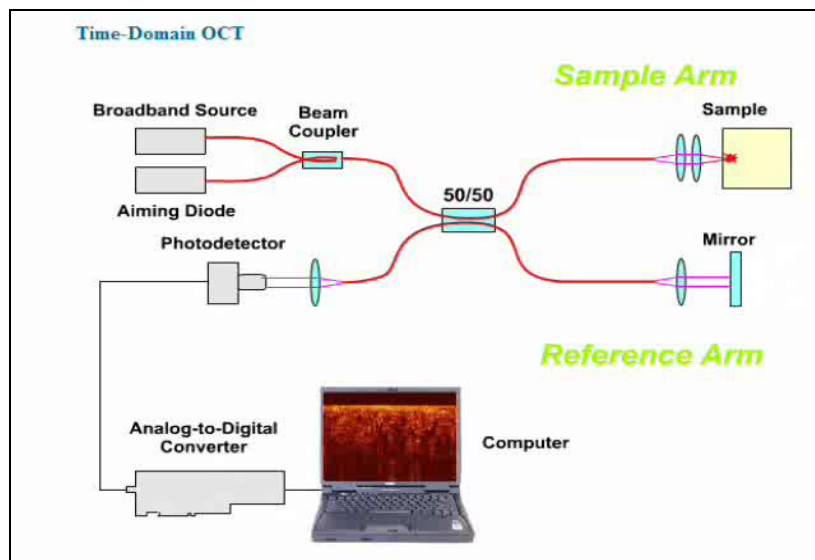 Time-Domain OCT
Sample Arm
Broadband Source
Beam
Coupler
Sample
Aiming Diode
50/50
Photodetector
Mirror
Reference Arm
Analog-to-Digital
Converter
Computer